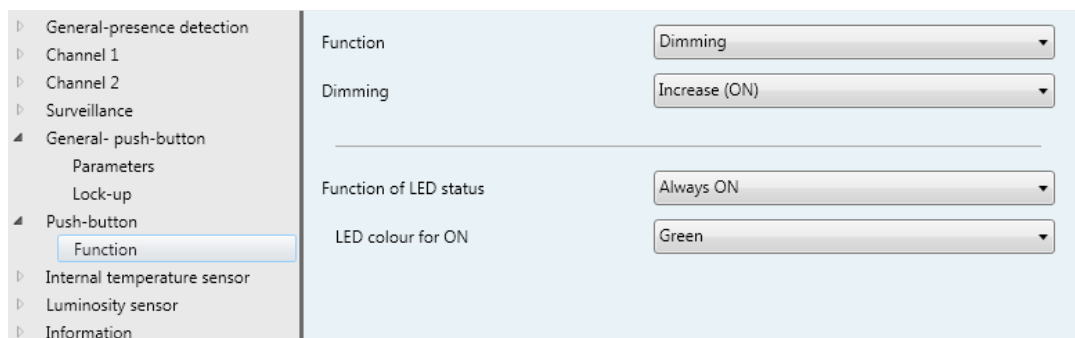 General-presence detection
Channel 1
Channel 2
Surveillance
General- push-button
Parameters
Lock-up
Push-button
Function
Internal temperature sensor
Luminosity sensor
Information
Function Dimming
Dimming Increase (ON)
Function of LED status Always ON
LED colour for ON Green